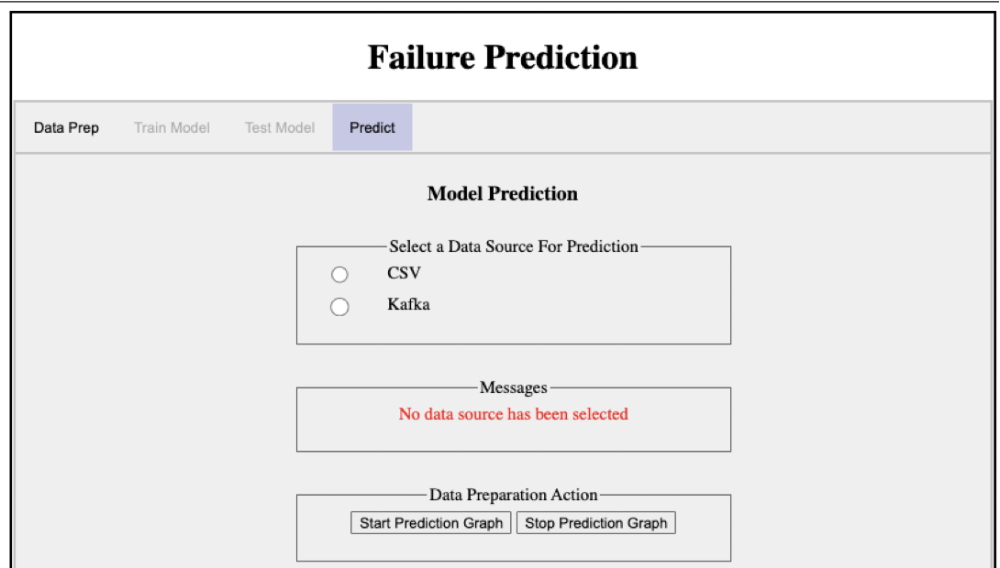 Failure Prediction
Data Prep Train Model Test Model Predict
Model Prediction
Select a Data Source For Prediction
CSV
Kafka
Messages
No data source has been selected
Data Preparation Action
Start Prediction Graph Stop Prediction Graph